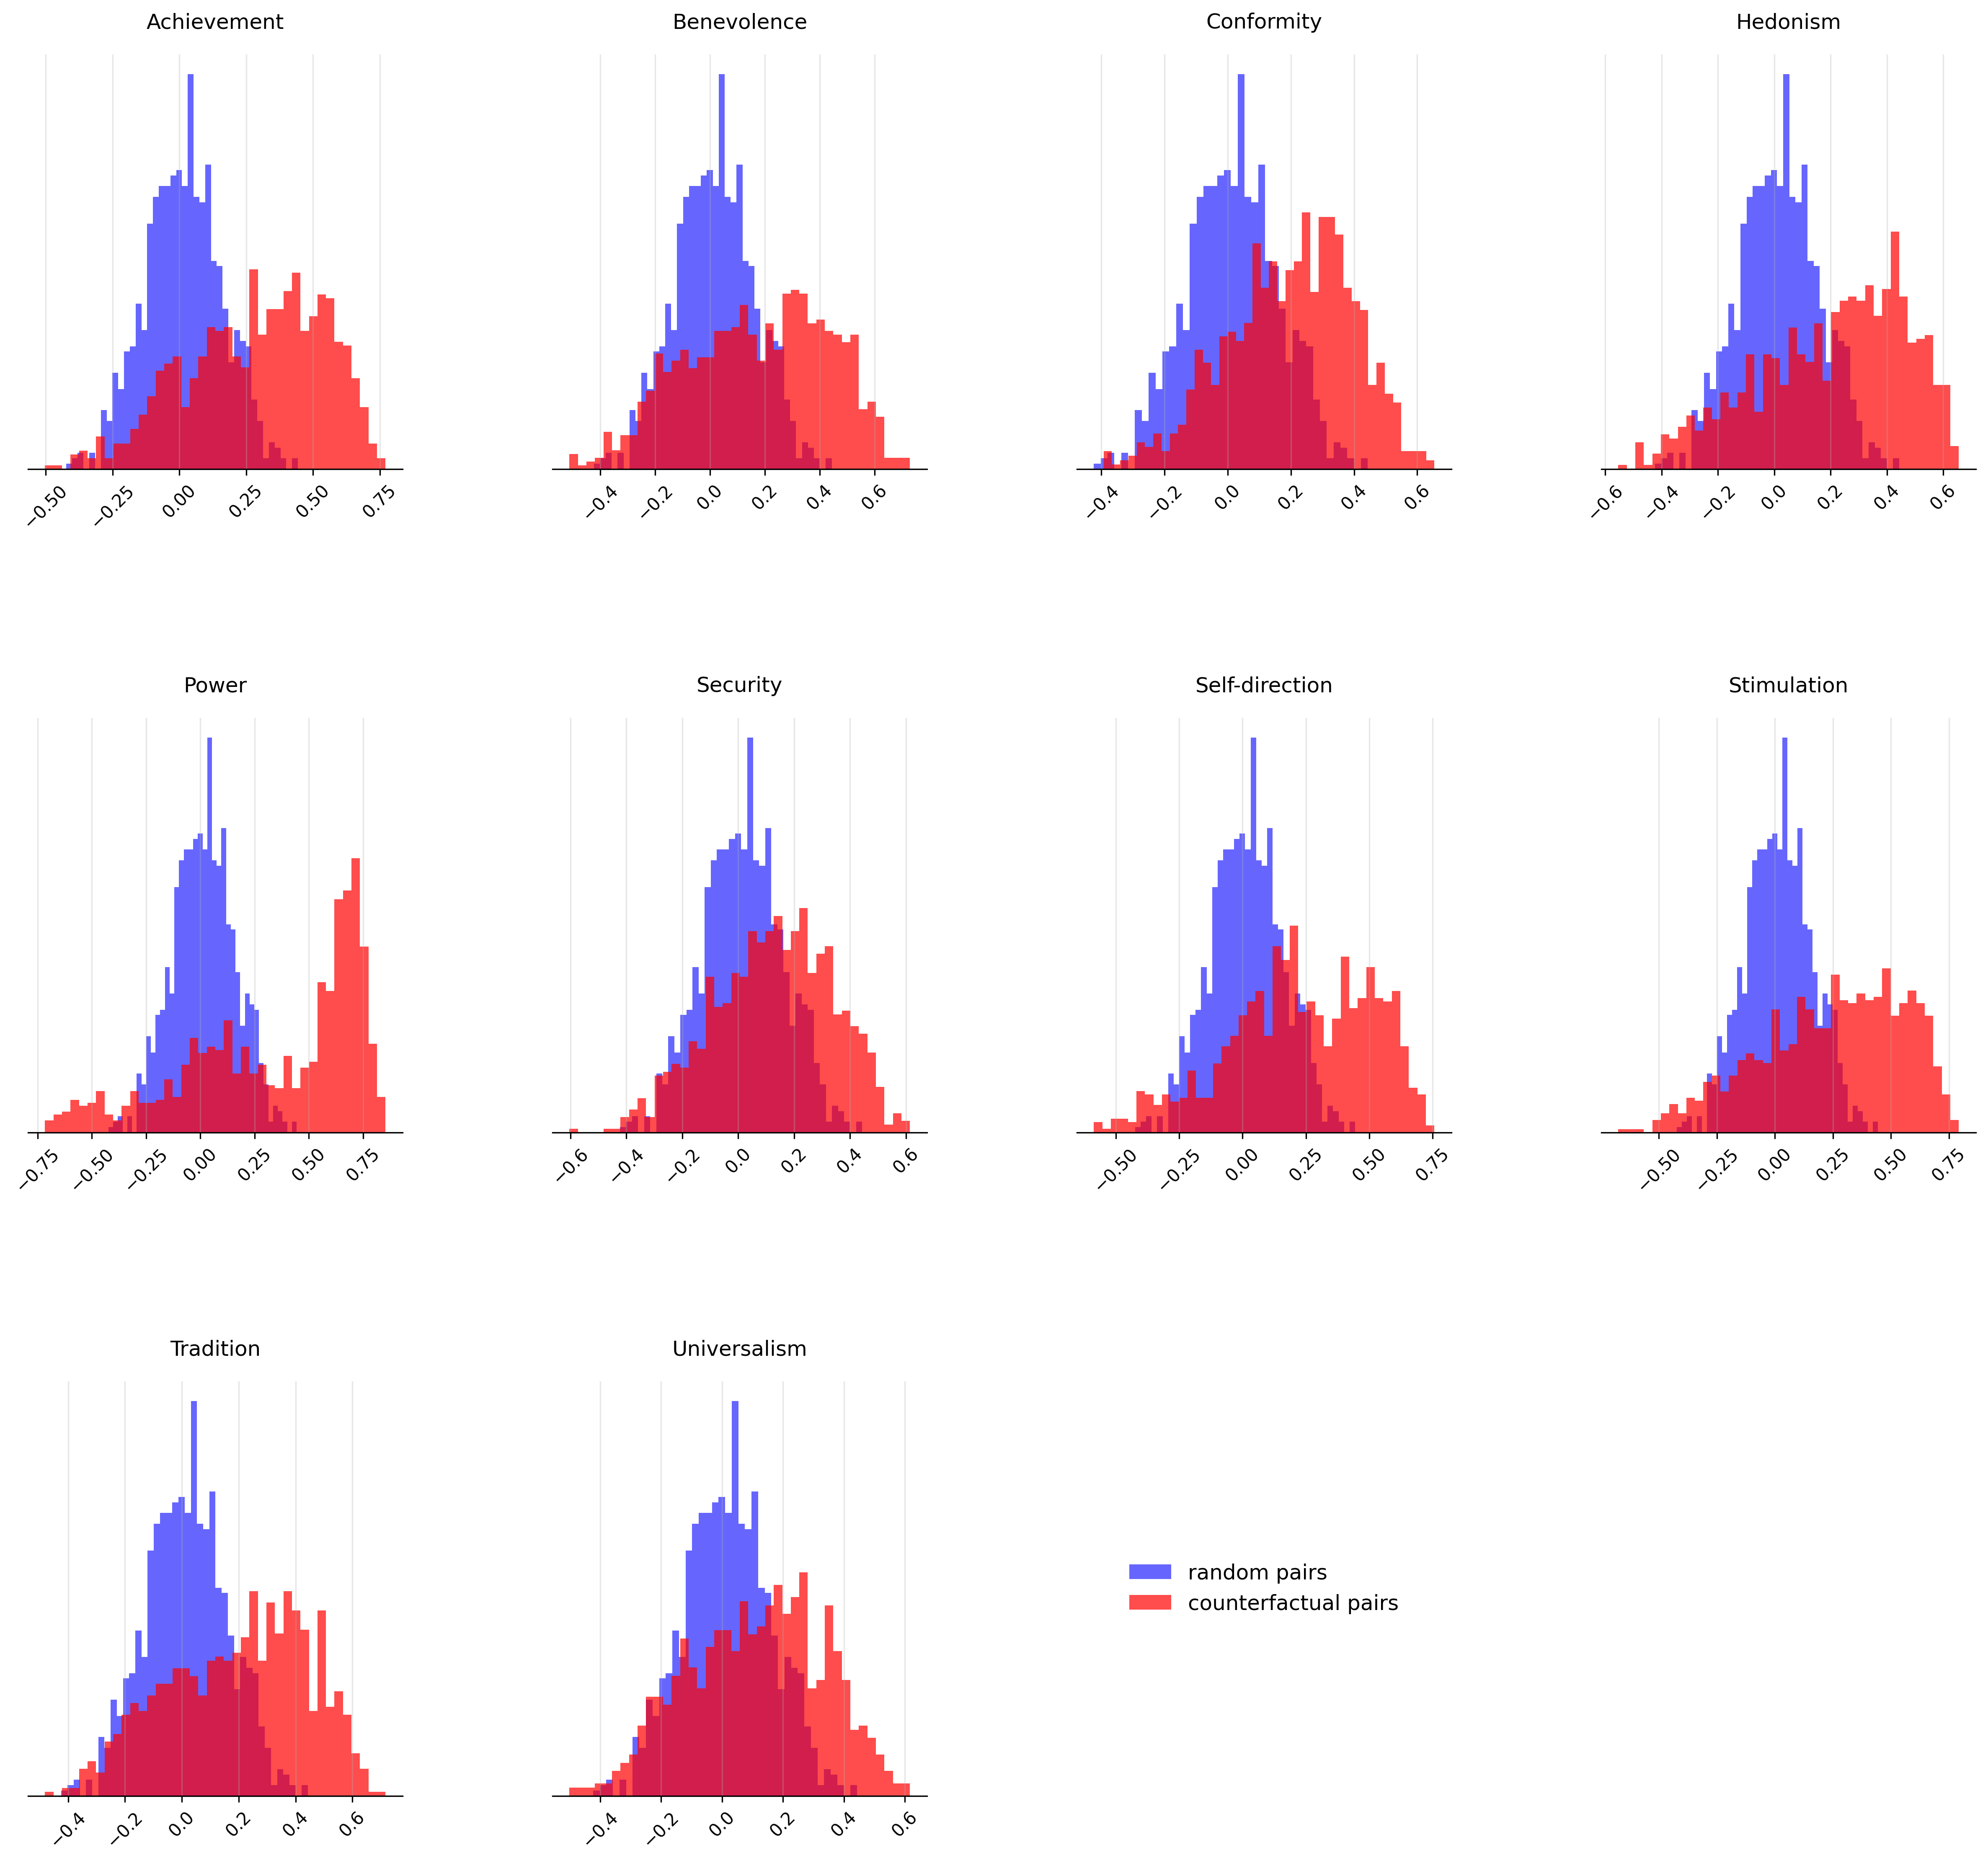 Achievement
Benevolence
Conformity
Hedonism
−0.50 −0.25 0.00 0.25 0.50 0.75
−0.4 −0.2 0.0 0.2 0.4 0.6
−0.4 −0.2 0.0 0.2 0.4 0.6
−0.6 −0.4 −0.2 0.0 0.2 0.4 0.6
Power
Security
Self-direction
Stimulation
−0.75 −0.50 −0.25 0.00 0.25 0.50 0.75
−0.6 −0.4 −0.2 0.0 0.2 0.4 0.6
−0.50 −0.25 0.00 0.25 0.50 0.75
−0.50 −0.25 0.00 0.25 0.50 0.75
Tradition
Universalism
random pairs
counterfactual pairs
−0.4 −0.2 0.0 0.2 0.4 0.6
−0.4 −0.2 0.0 0.2 0.4 0.6